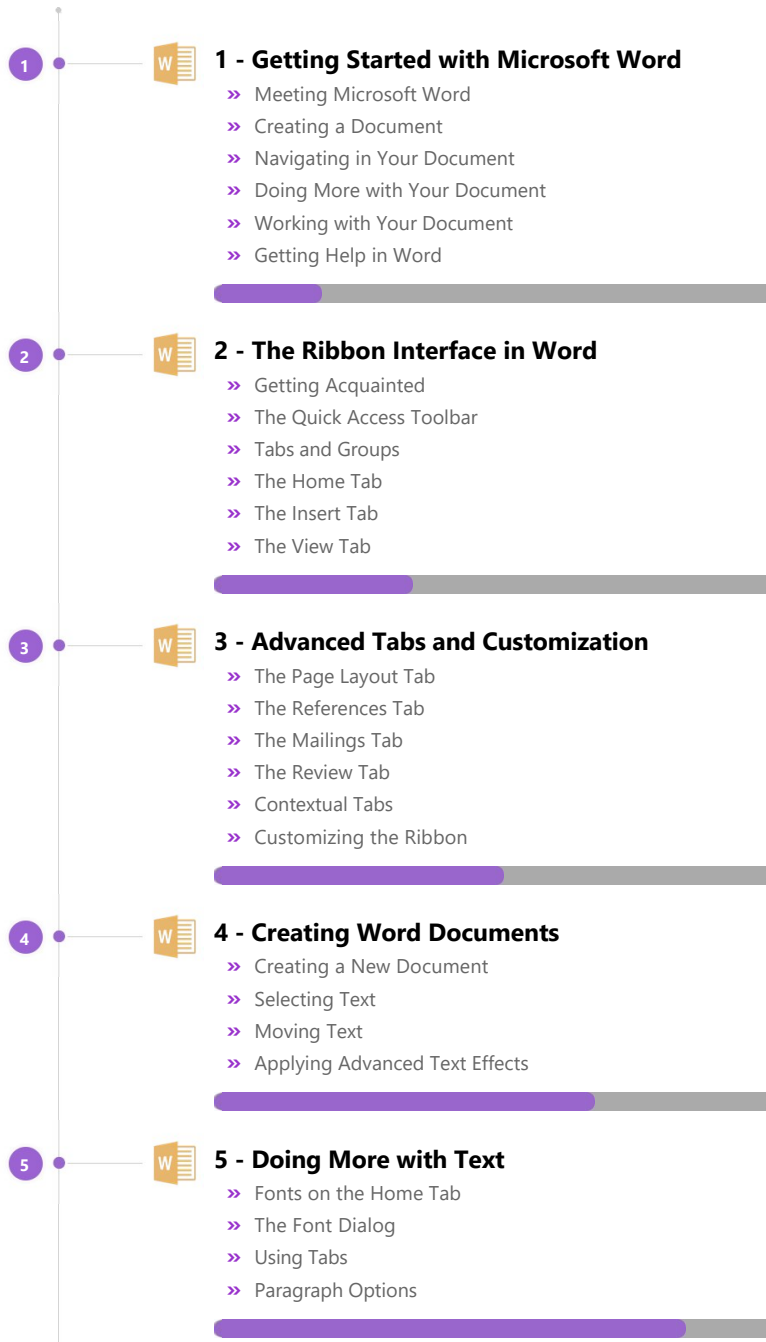 1
W
1 - Getting Started with Microsoft Word
» Meeting Microsoft Word
» Creating a Document
» Navigating in Your Document
» Doing More with Your Document
» Working with Your Document
» Getting Help in Word
2
W
2 - The Ribbon Interface in Word
» Getting Acquainted
» The Quick Access Toolbar
» Tabs and Groups
» The Home Tab
» The Insert Tab
» The View Tab
3
W
3 - Advanced Tabs and Customization
» The Page Layout Tab
» The References Tab
» The Mailings Tab
» The Review Tab
» Contextual Tabs
» Customizing the Ribbon
4
W
4 - Creating Word Documents
» Creating a New Document
» Selecting Text
» Moving Text
» Applying Advanced Text Effects
5
W
5 - Doing More with Text
» Fonts on the Home Tab
» The Font Dialog
» Using Tabs
» Paragraph Options